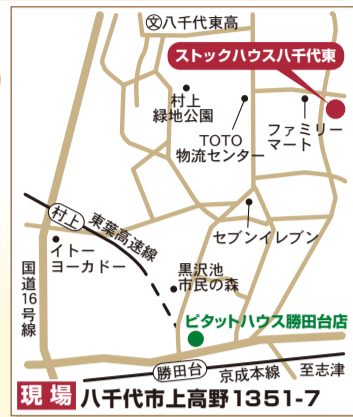 文八千代東高
ストックハウス八千代東
村上
緑地公園
TOTO
物流センター
ファミリー
マート
村上
東葉高速線
イトー
ヨーカドー
セブンイレブン
国道16号線
黒沢池
市民の森
ピタットハウス勝田台店
勝田台
京成本線
至志津
現場 八千代市上高野1351-7